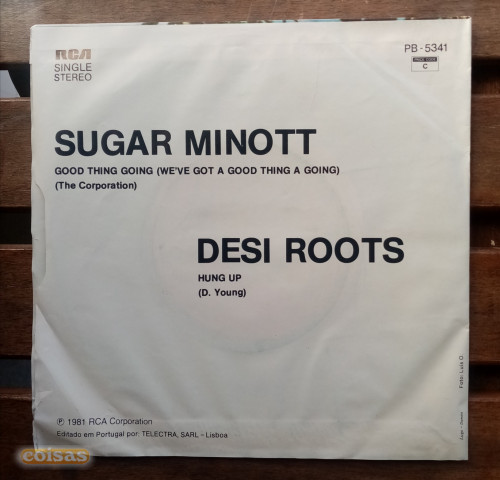 RCA
SINGLE
STEREO
PB-5341
C
SUGAR MINOTT
GOOD THING GOING (WE'VE GOT A GOOD THING A GOING)
(The Corporation)
DESI ROOTS
HUNG UP
(D. Young)
℗ 1981 RCA Corporation
Editado em Portugal por: TELECTRA, SARL – Lisboa
coisas